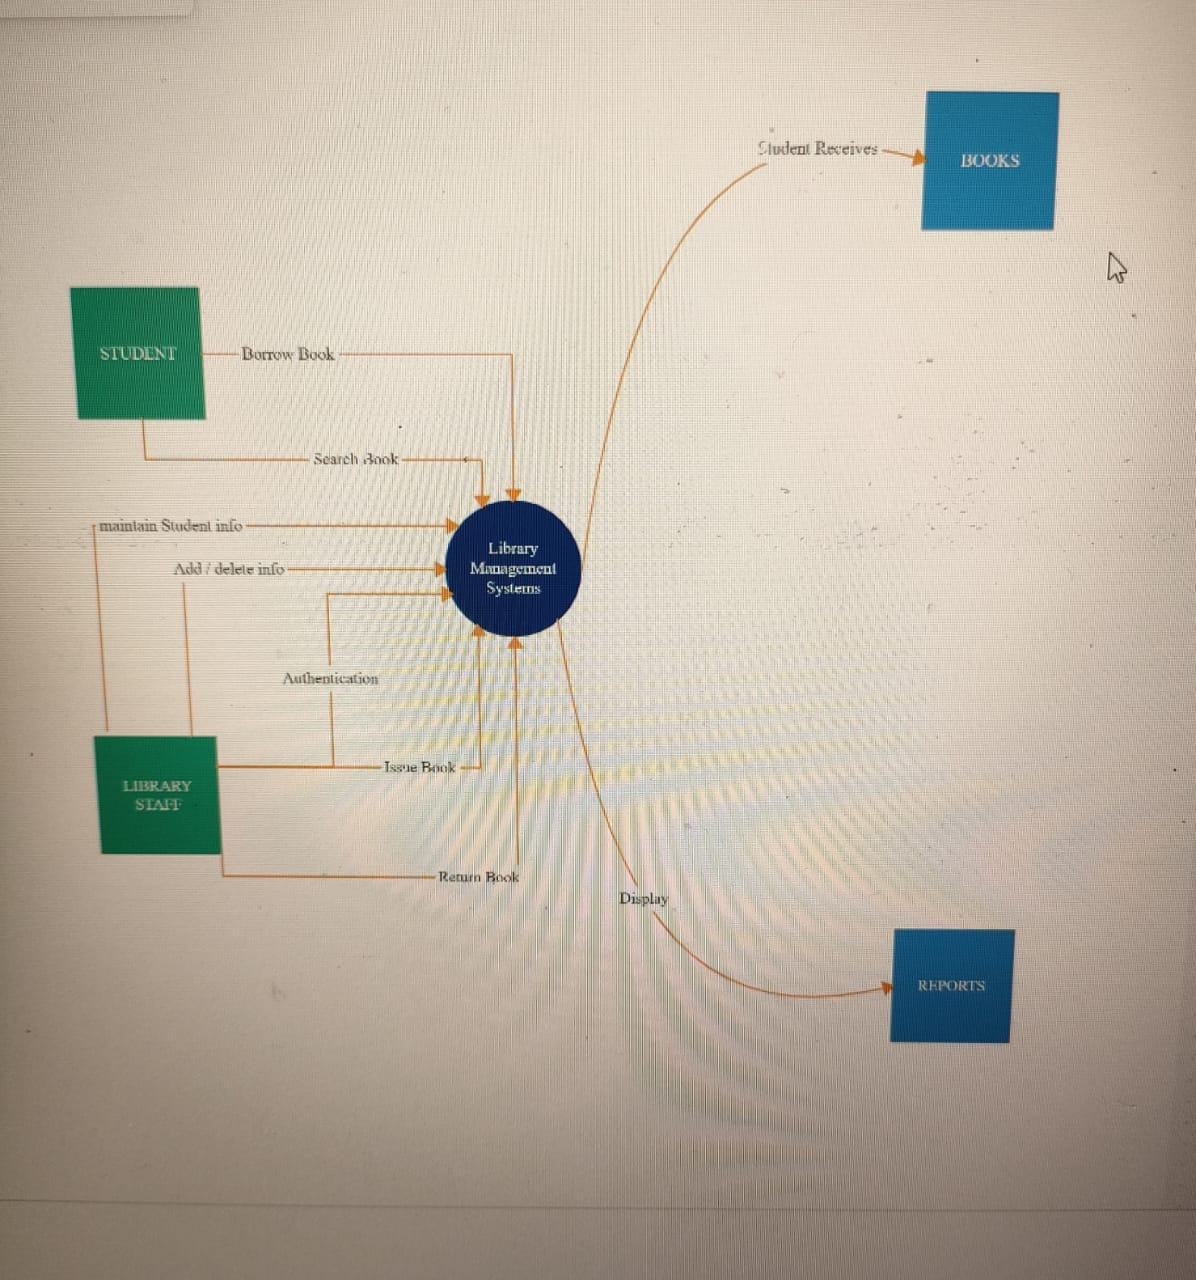 Student Receives
BOOKS
STUDENT
Borrow Book
Search Book
maintain Student info
Add / delete info
Library
Management
Systems
Authentication
Issue Book
LIBRARY
STAFF
Return Book
Display
REPORTS